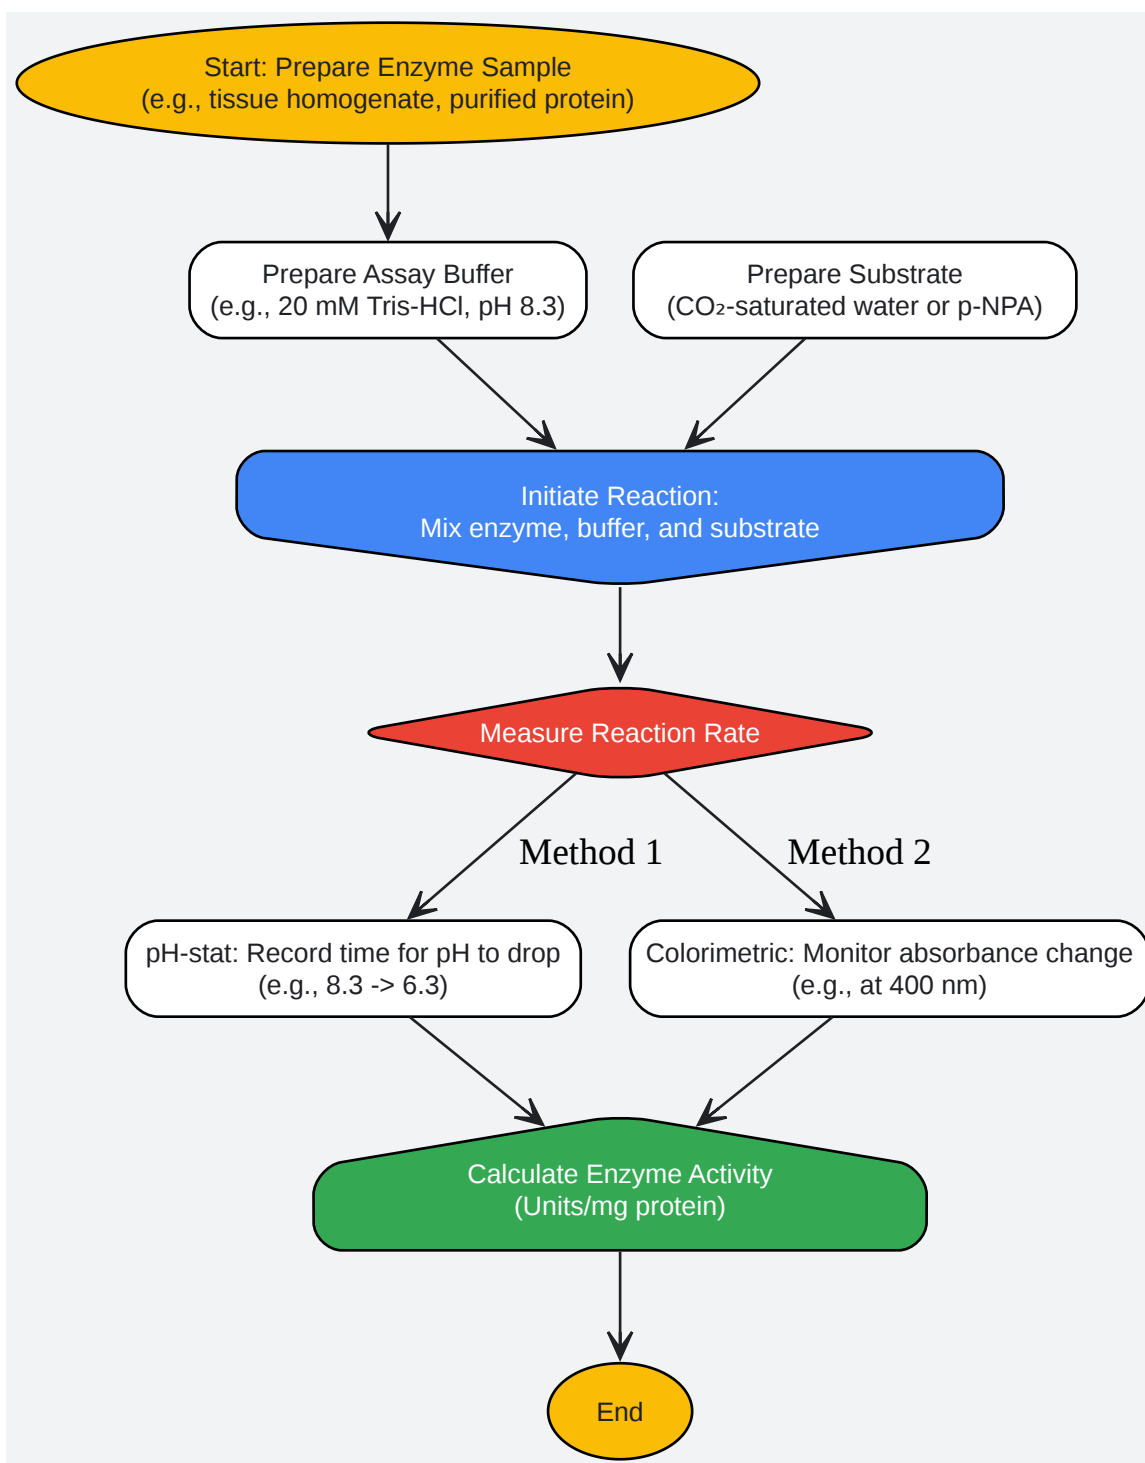 Start: Prepare Enzyme Sample
(e.g., tissue homogenate, purified protein)
Prepare Assay Buffer
(e.g., 20 mM Tris-HCl, pH 8.3)
Prepare Substrate
(CO₂-saturated water or p-NPA)
Initiate Reaction:
Mix enzyme, buffer, and substrate
Measure Reaction Rate
Method 1
Method 2
pH-stat: Record time for pH to drop
(e.g., 8.3 -> 6.3)
Colorimetric: Monitor absorbance change
(e.g., at 400 nm)
Calculate Enzyme Activity
(Units/mg protein)
End